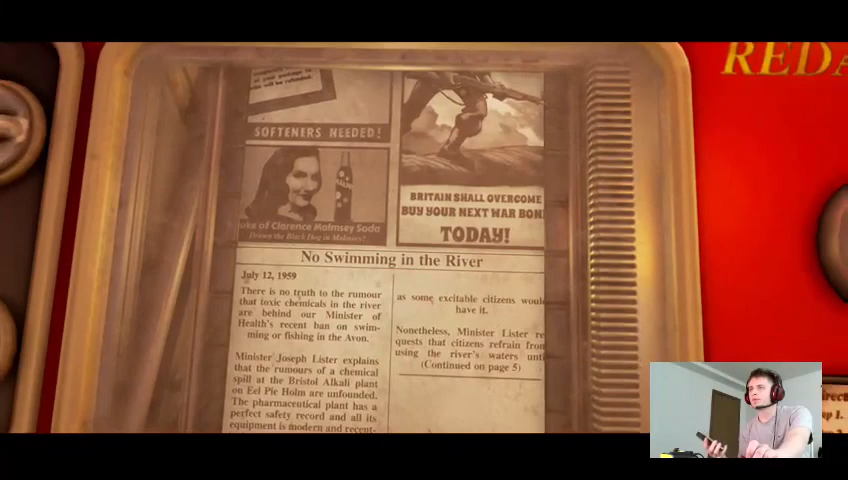 RED
will be refunded.
SOFTENERS NEEDED!
of Clarence Malmsey Soda
Drown the Black Dog in Malmsey!
BRITAIN SHALL OVERCOME
BUY YOUR NEXT WAR BON
TODAY!
No Swimming in the River
July 12, 1959
There is no truth to the rumour
that toxic chemicals in the river
are behind our Minister of
Health's recent ban on swim-
ming or fishing in the Avon.
Minister Joseph Lister explains
that the rumours of a chemical
spill at the Bristol Alkali plant
on Eel Pie Holm are unfounded.
The pharmaceutical plant has a
perfect safety record and all its
equipment is modern and recent-
as some excitable citizens would
have it.
Nonetheless, Minister Lister re
quests that citizens refrain from
using the river's waters unti
(Continued on page 5)